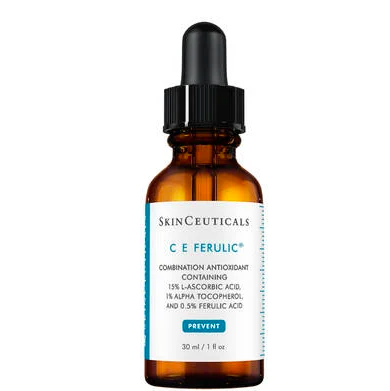 SKINCEUTICALS
C E FERULIC®
COMBINATION ANTIOXIDANT
CONTAINING
15% L-ASCORBIC ACID,
1% ALPHA TOCOPHEROL,
AND 0.5% FERULIC ACID
PREVENT
30 ml / 1 fl oz